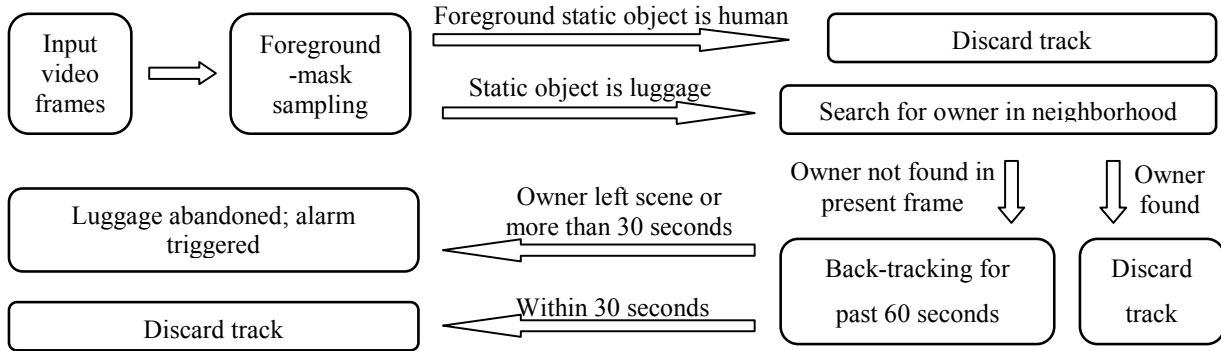 Input
video
frames
Foreground
-mask
sampling
Foreground static object is human
Discard track
Static object is luggage
Search for owner in neighborhood
Owner not found in
present frame
Owner
found
Back-tracking for
past 60 seconds
Discard
track
Owner left scene or
more than 30 seconds
Luggage abandoned; alarm
triggered
Within 30 seconds
Discard track